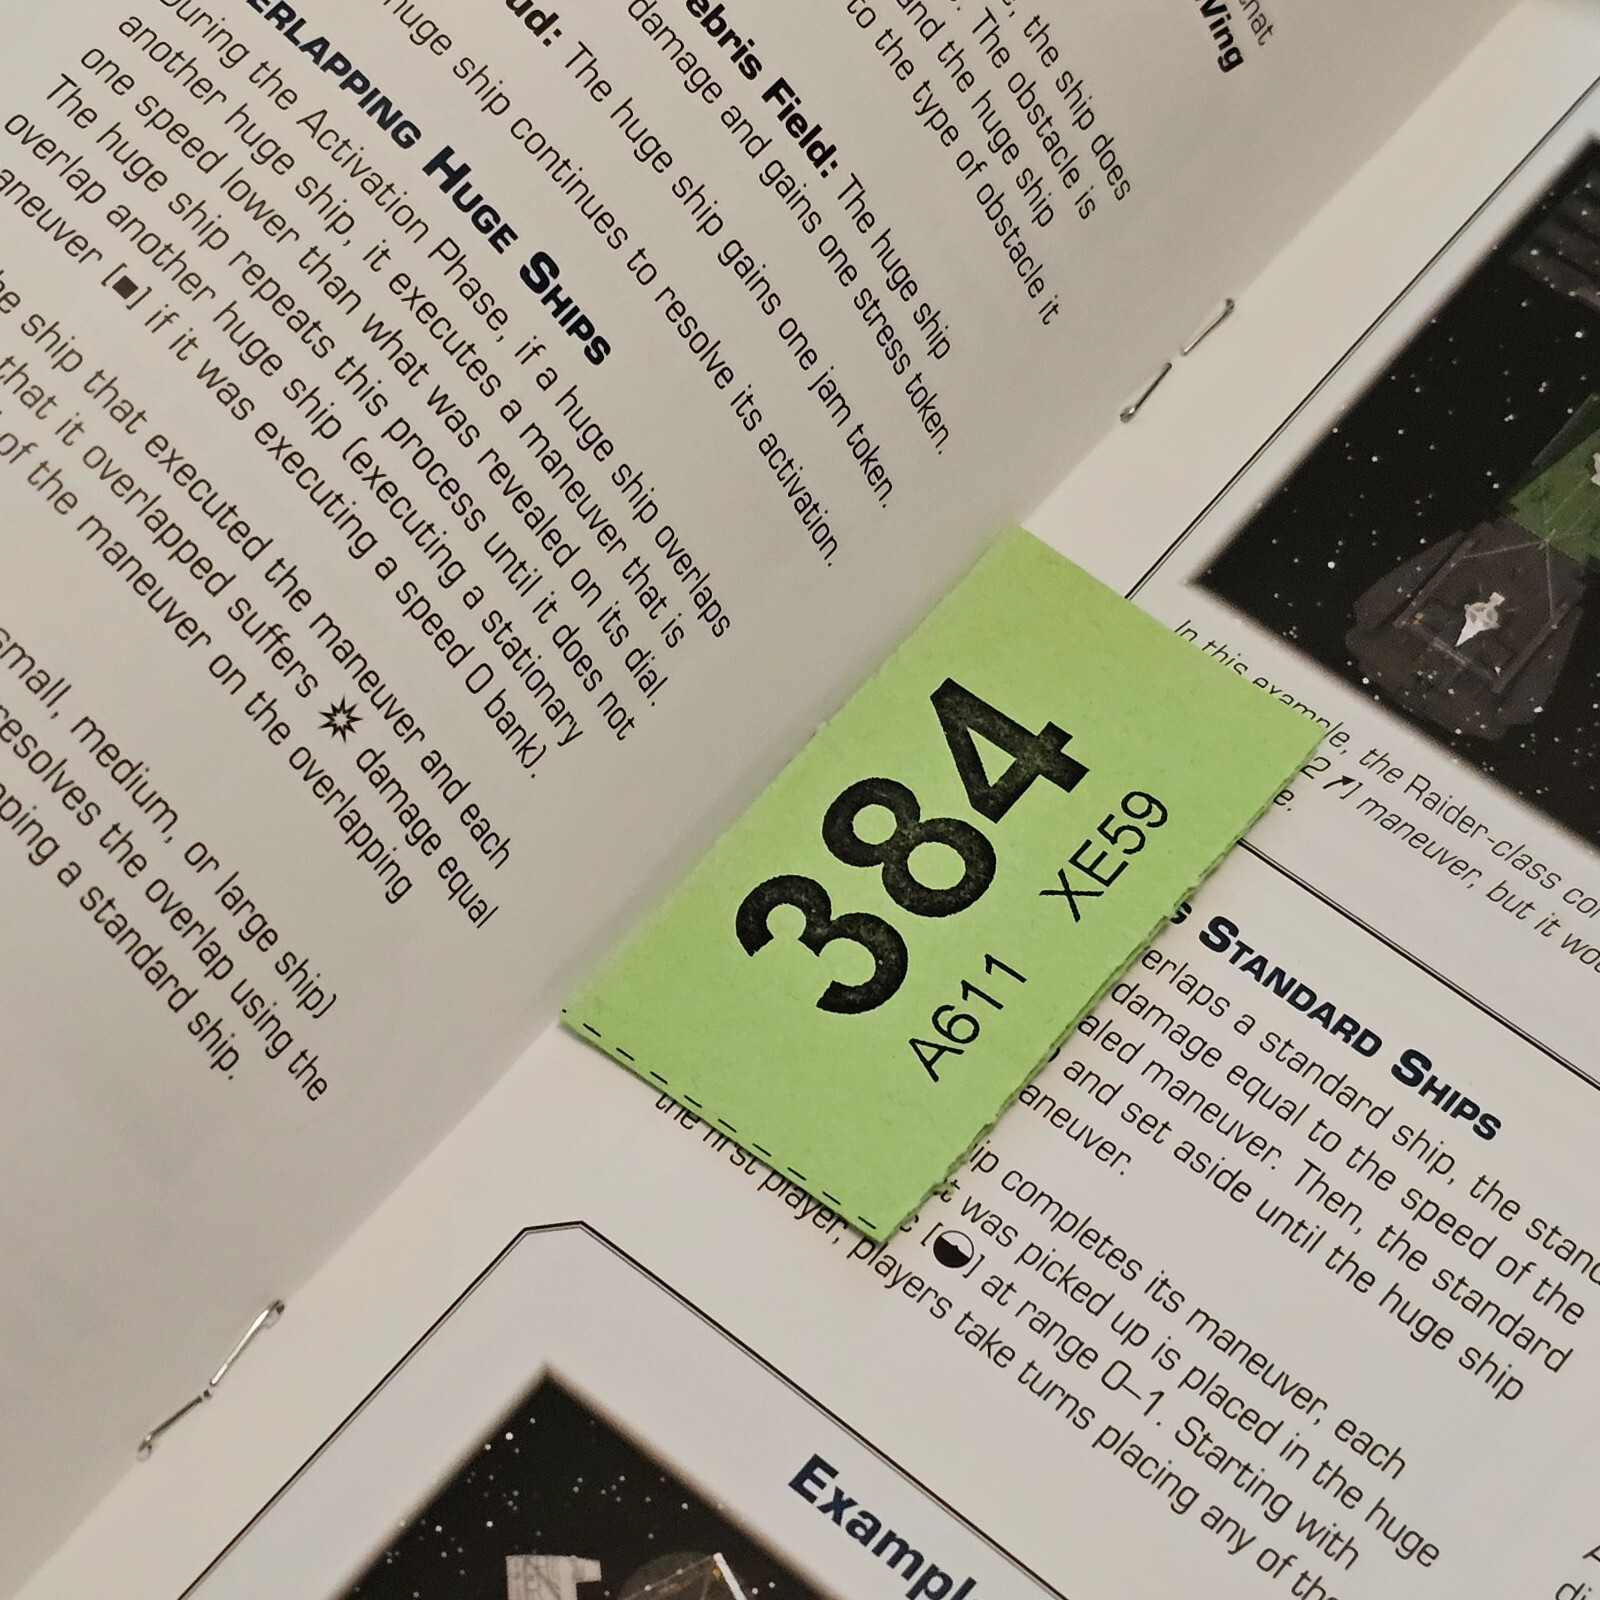 that
Wing
the ship does
The obstacle is
and the huge ship
to the type of obstacle it
Field: The huge ship
damage and gains one stress token.
The huge ship gains one jam token.
huge ship continues to resolve its activation.
HUGE SHIPS
During the Activation Phase, if a huge ship overlaps
another huge ship, it executes a maneuver that is
one speed lower than what was revealed on its dial.
The huge ship repeats this process until it does not
overlap another huge ship (executing a stationary
[■] if it was executing a speed 0 bank).
ship that executed the maneuver and each
that it overlapped suffers damage equal
of the maneuver on the overlapping
small, medium, or large ship)
resolves the overlap using the
a standard ship.
384
A611 XE59
In this example, the Raider-class
2 ] maneuver, but it
STANDARD SHIPS
a standard ship, the
damage equal to the speed of the
maneuver. Then, the standard
and set aside until the huge ship
completes its maneuver, each
was picked up is placed in the huge
[ ] at range 0–1. Starting with
the first player, players take turns placing any of